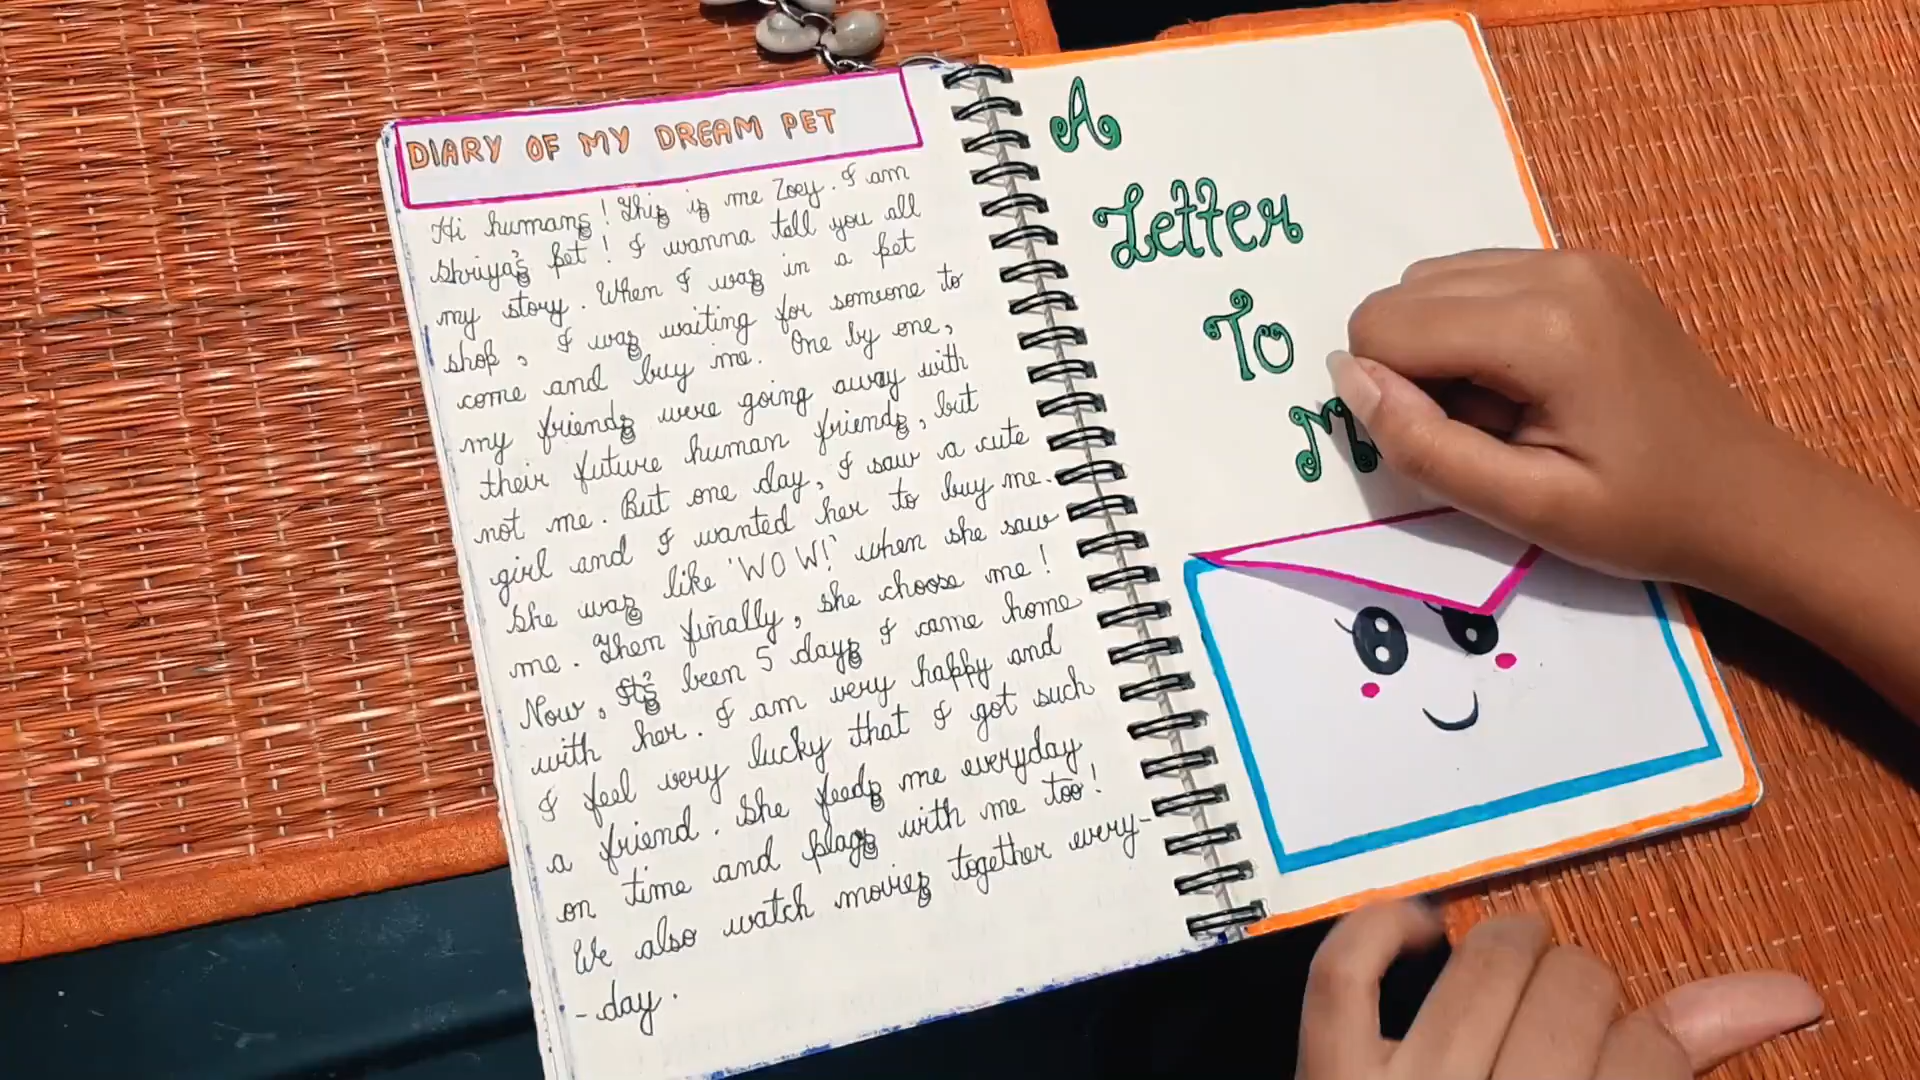 DIARY OF MY DREAM PET
Hi humans! This is me Zoey. I am
Shriya's pet! I wanna tell you all
my story. When I was in a pet
shop, I was waiting for someone to
come and buy me. One by one,
my friends were going away with
their future human friends, but
not me. But one day, I saw a cute
girl and I wanted her to buy me.
She was like 'WOW!' when she saw
me. Then finally, she choose me!
Now, It's been 5 days I came home
with her. I am very happy and
I feel very lucky that I got such
a friend. She feeds me everyday
on time and plays with me too!
We also watch movies together every-
-day.
A
Letter
To